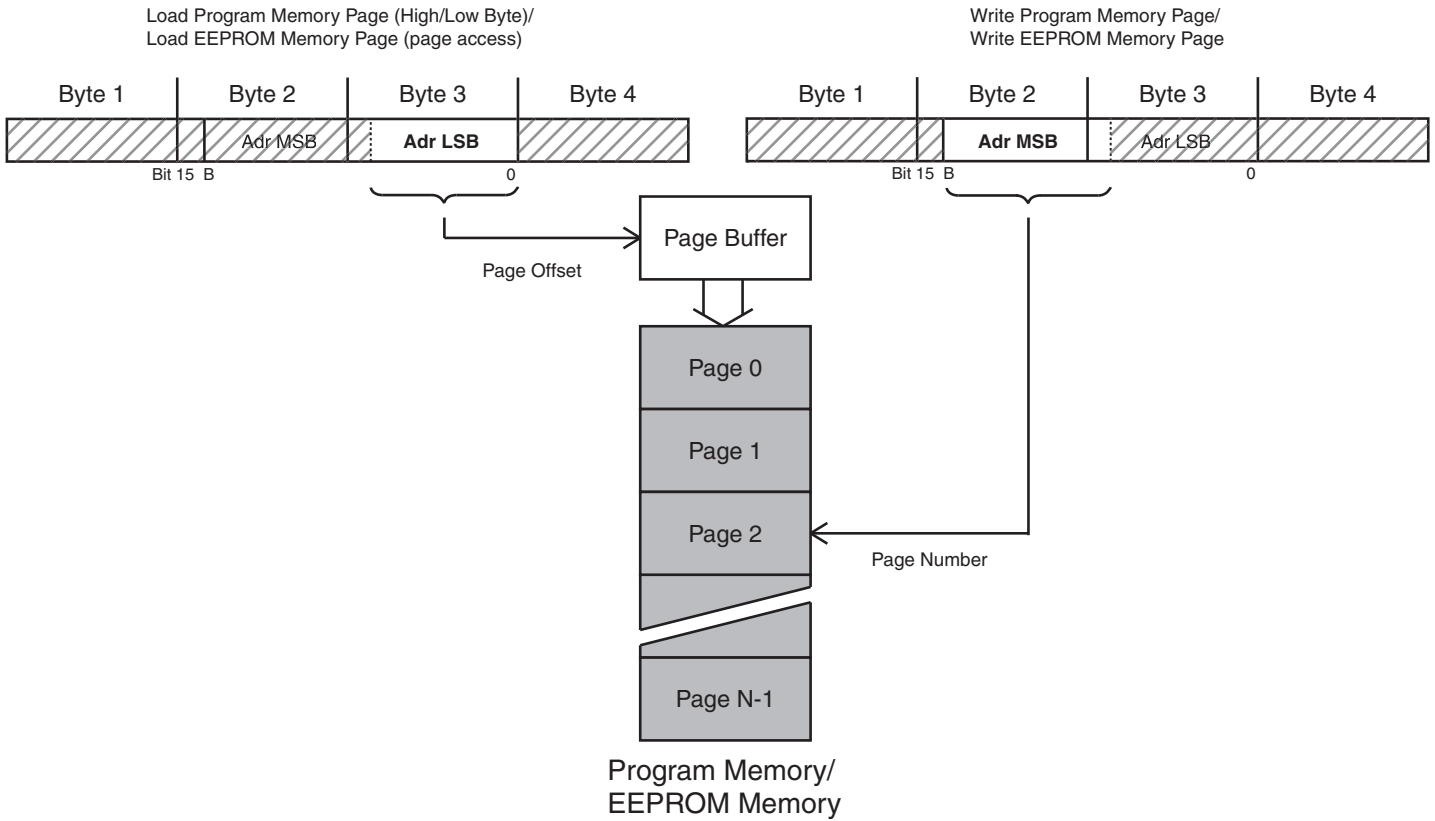 Load Program Memory Page (High/Low Byte)/
Load EEPROM Memory Page (page access)
Byte 1 Byte 2 Byte 3 Byte 4
Adr MSB Adr LSB
Bit 15 B 0
Write Program Memory Page/
Write EEPROM Memory Page
Byte 1 Byte 2 Byte 3 Byte 4
Adr MSB Adr LSB
Bit 15 B 0
Page Buffer
Page Offset
Page 0
Page 1
Page 2
Page Number
Page N-1
Program Memory/
EEPROM Memory